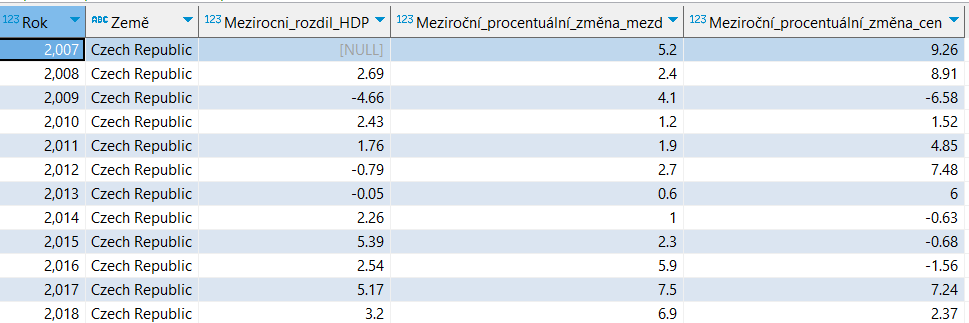 123 Rok ABC Země 123 Mezirocni_rozdil_HDP 123 Meziroční_procentuální_změna_mezd 123 Meziroční_procentuální_změna_cen
2,007 Czech Republic [NULL] 5.2 9.26
2,008 Czech Republic 2.69 2.4 8.91
2,009 Czech Republic -4.66 4.1 -6.58
2,010 Czech Republic 2.43 1.2 1.52
2,011 Czech Republic 1.76 1.9 4.85
2,012 Czech Republic -0.79 2.7 7.48
2,013 Czech Republic -0.05 0.6 6
2,014 Czech Republic 2.26 1 -0.63
2,015 Czech Republic 5.39 2.3 -0.68
2,016 Czech Republic 2.54 5.9 -1.56
2,017 Czech Republic 5.17 7.5 7.24
2,018 Czech Republic 3.2 6.9 2.37